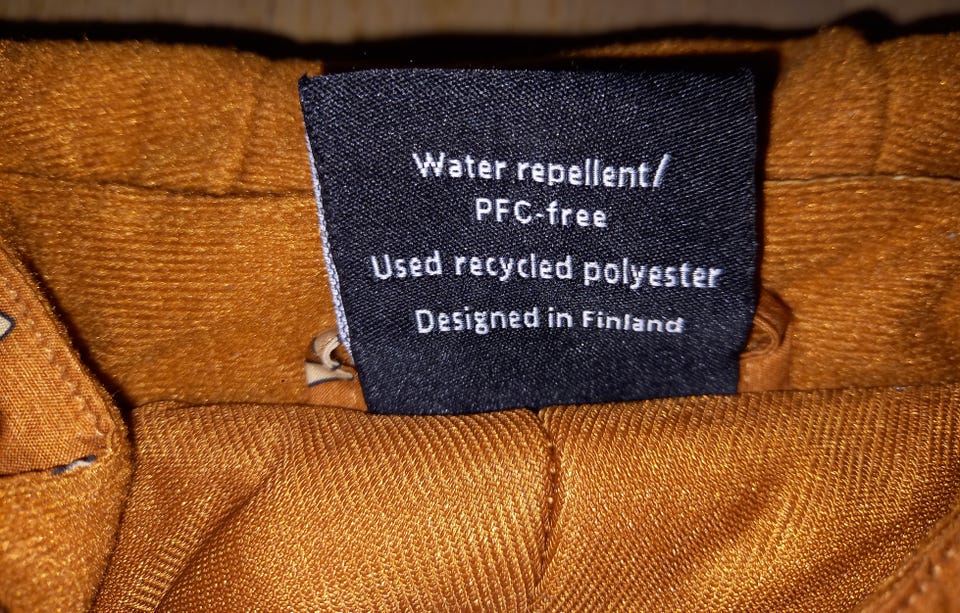 Water repellent/
PFC-free
Used recycled polyester
Designed in Finland